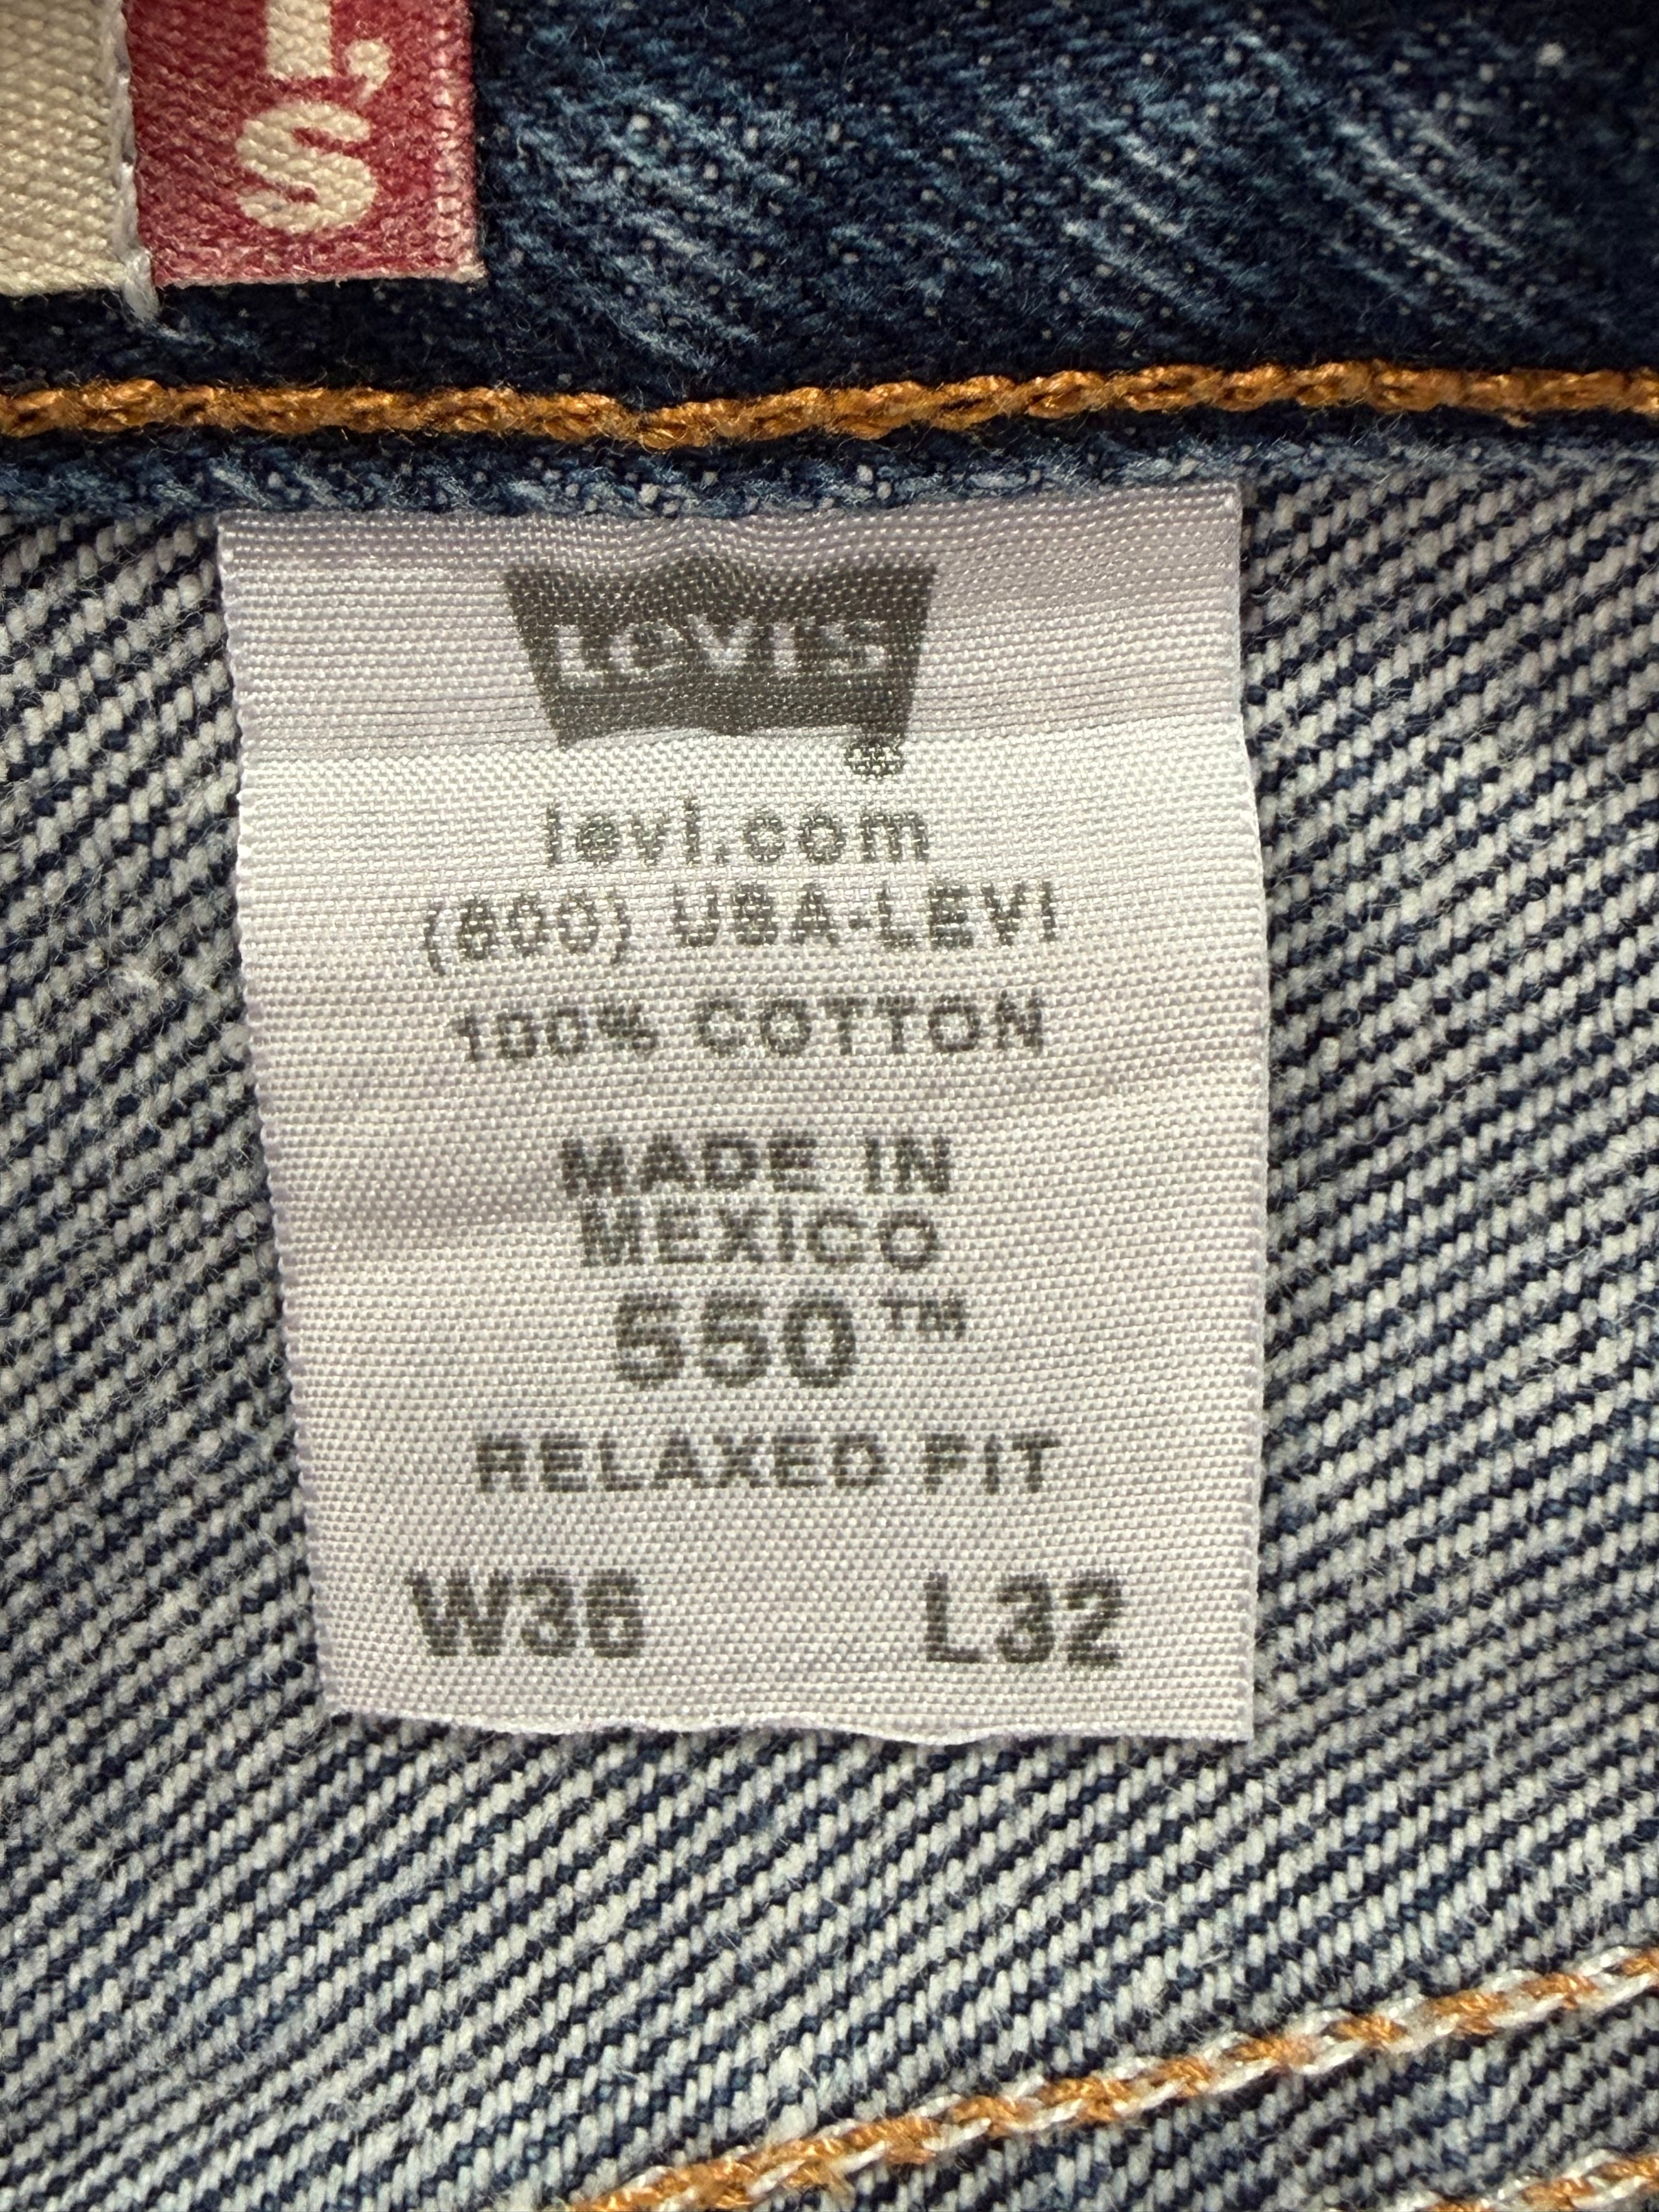 L'S
LEVI'S
levi.com
(800) USA-LEVI
100% COTTON
MADE IN
MEXICO
550™
RELAXED FIT
W36 L32